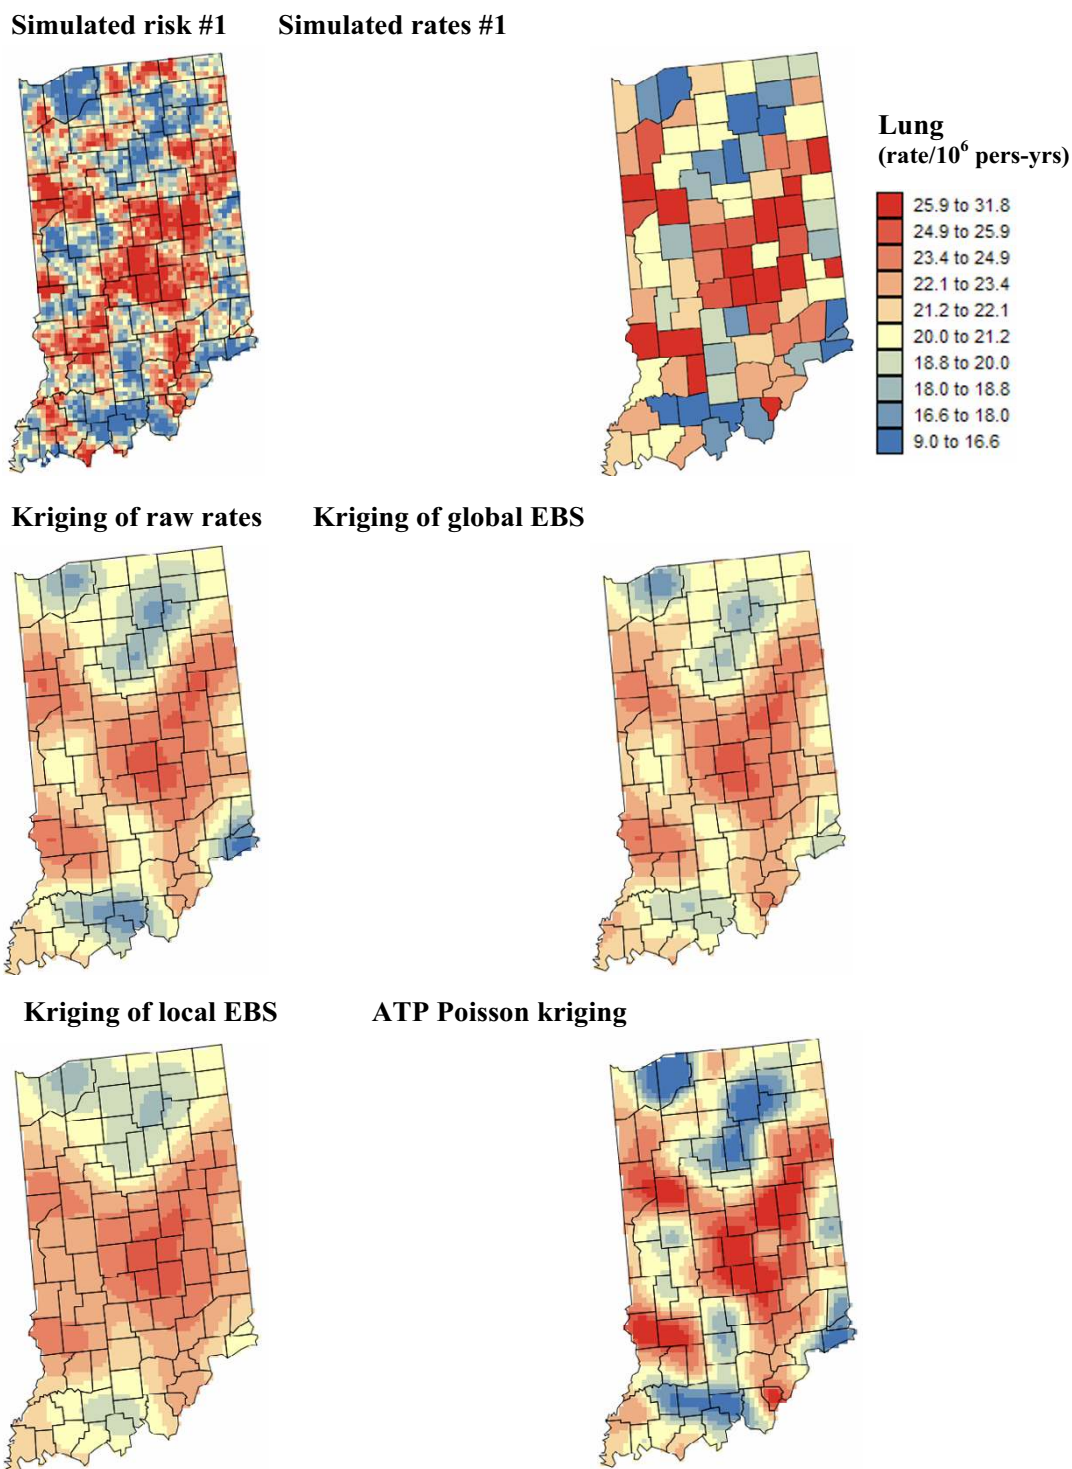 Simulated risk #1 Simulated rates #1
Lung
(rate/10⁶ pers-yrs)
25.9 to 31.8
24.9 to 25.9
23.4 to 24.9
22.1 to 23.4
21.2 to 22.1
20.0 to 21.2
18.8 to 20.0
18.0 to 18.8
16.6 to 18.0
9.0 to 16.6
Kriging of raw rates Kriging of global EBS
Kriging of local EBS ATP Poisson kriging